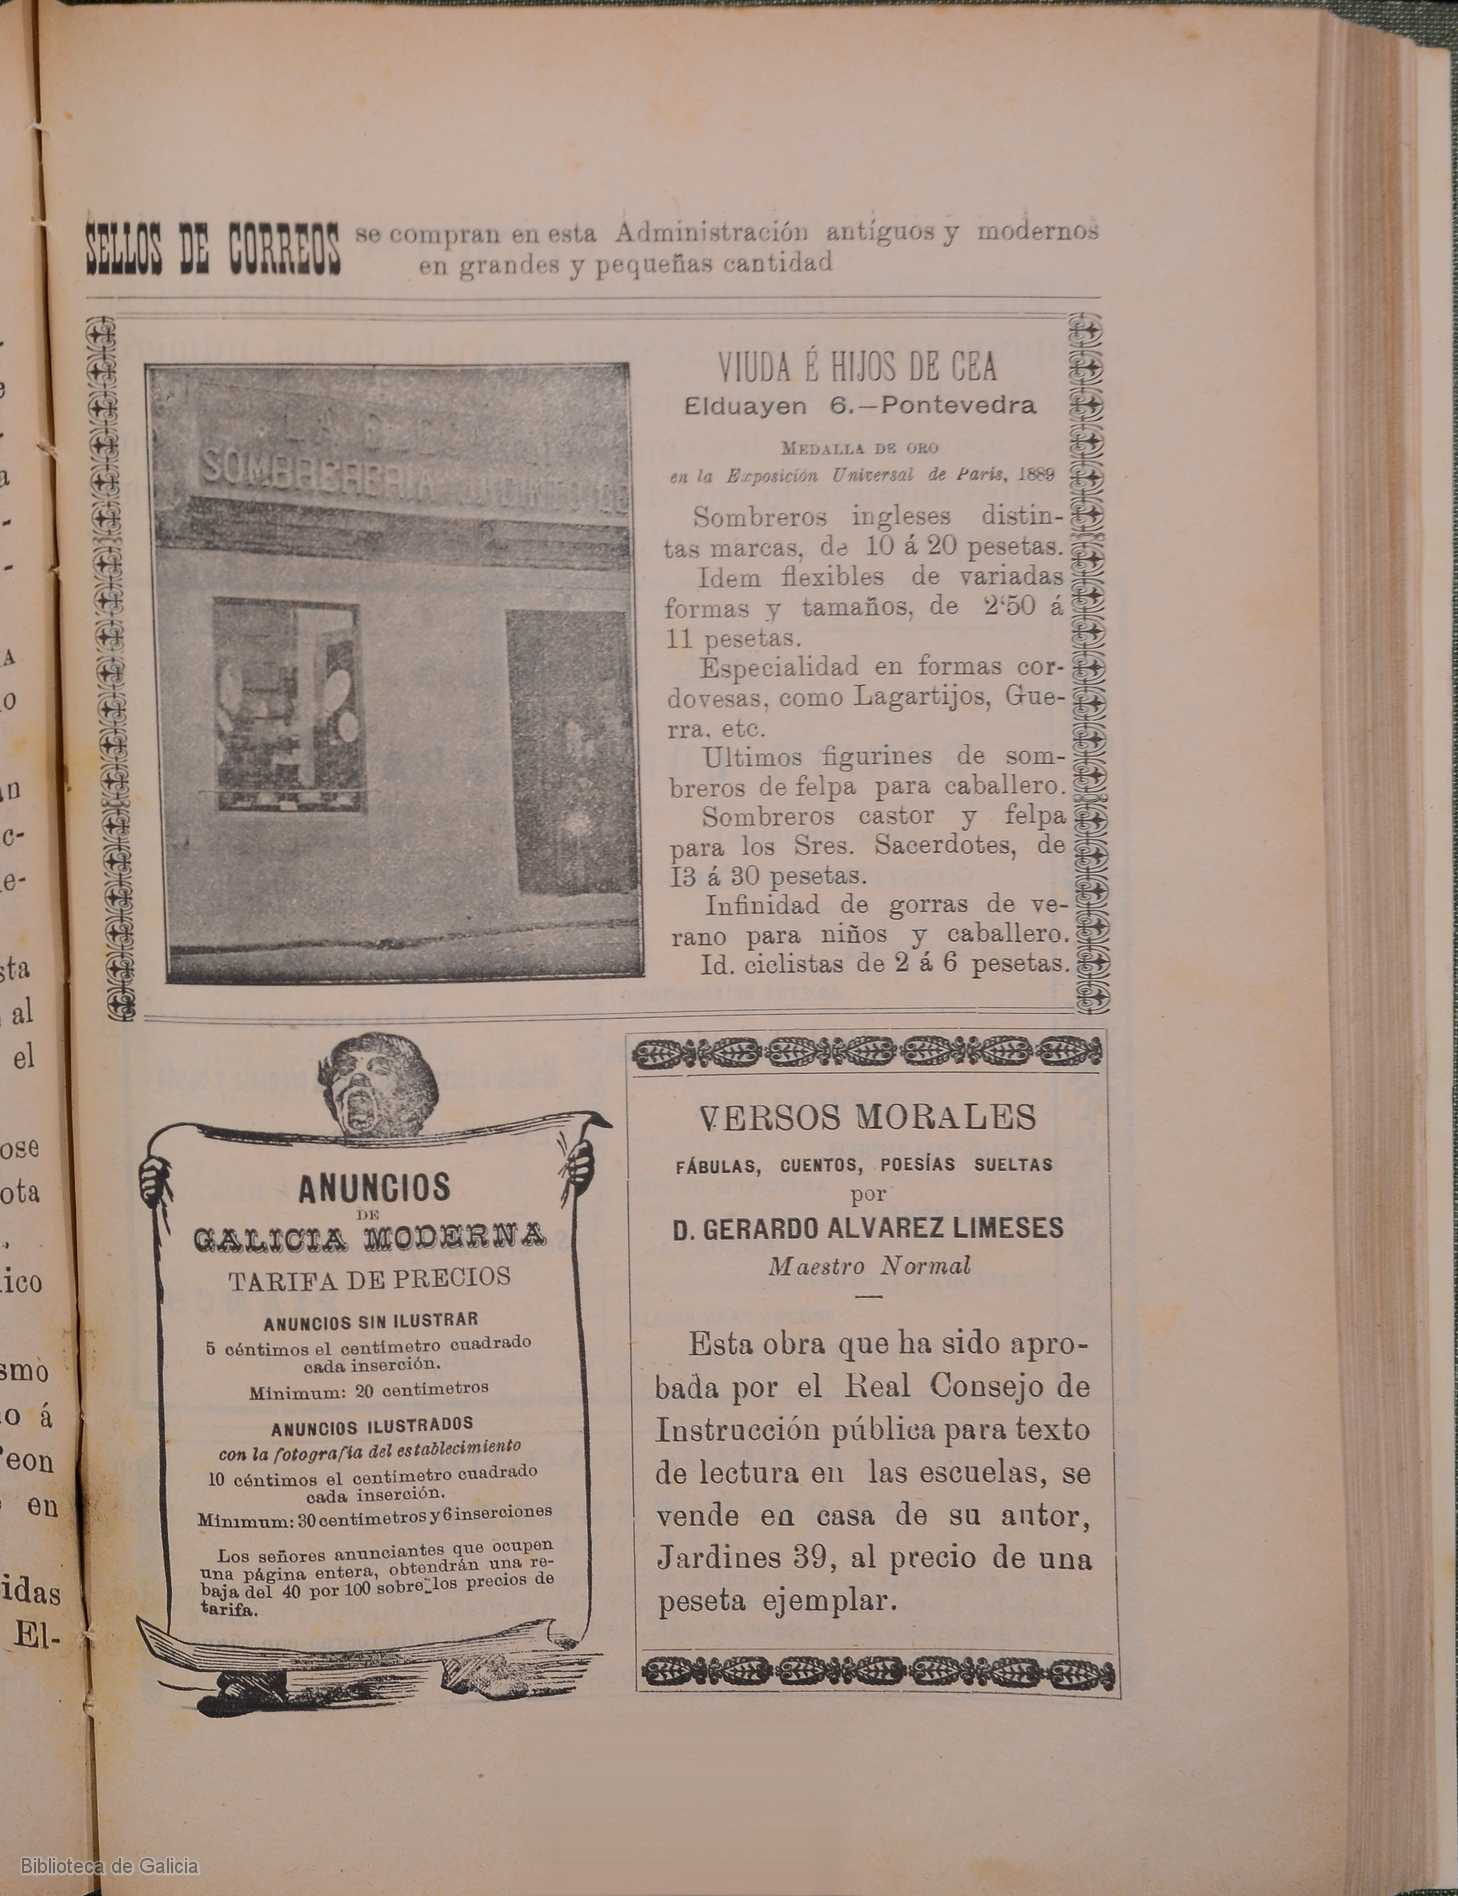 SELLOS DE CORREOS se compran en esta Administración antíguos y modernos
en grandes y pequeñas cantidad
SOMBRERERIA
VIUDA É HIJOS DE CEA
Elduayen 6.—Pontevedra
MEDALLA DE ORO
en la Exposición Universal de Paris, 1889
Sombreros ingleses distin-
tas marcas, de 10 á 20 pesetas.
Idem flexibles de variadas
formas y tamaños, de 2'50 á
11 pesetas.
Especialidad en formas cor-
dovesas, como Lagartijos, Gue-
rra, etc.
Ultimos figurines de som-
breros de felpa para caballero.
Sombreros castor y felpa
para los Sres. Sacerdotes, de
13 á 30 pesetas.
Infinidad de gorras de ve-
rano para niños y caballero.
Id. ciclistas de 2 á 6 pesetas.
ANUNCIOS
DE
GALICIA MODERNA
TARIFA DE PRECIOS
ANUNCIOS SIN ILUSTRAR
5 céntimos el centímetro cuadrado
cada inserción.
Minimum: 20 centimetros
ANUNCIOS ILUSTRADOS
con la fotografía del establecimiento
10 céntimos el centímetro cuadrado
cada inserción.
Minimum: 30 centímetros y 6 inserciones
Los señores anunciantes que ocupen
una página entera, obtendrán una re-
baja del 40 por 100 sobre los precios de
tarifa.
VERSOS MORALES
FÁBULAS, CUENTOS, POESÍAS SUELTAS
por
D. GERARDO ALVAREZ LIMESES
Maestro Normal
Esta obra que ha sido apro-
bada por el Real Consejo de
Instrucción pública para texto
de lectura en las escuelas, se
vende en casa de su autor,
Jardines 39, al precio de una
peseta ejemplar.
Biblioteca de Galicia